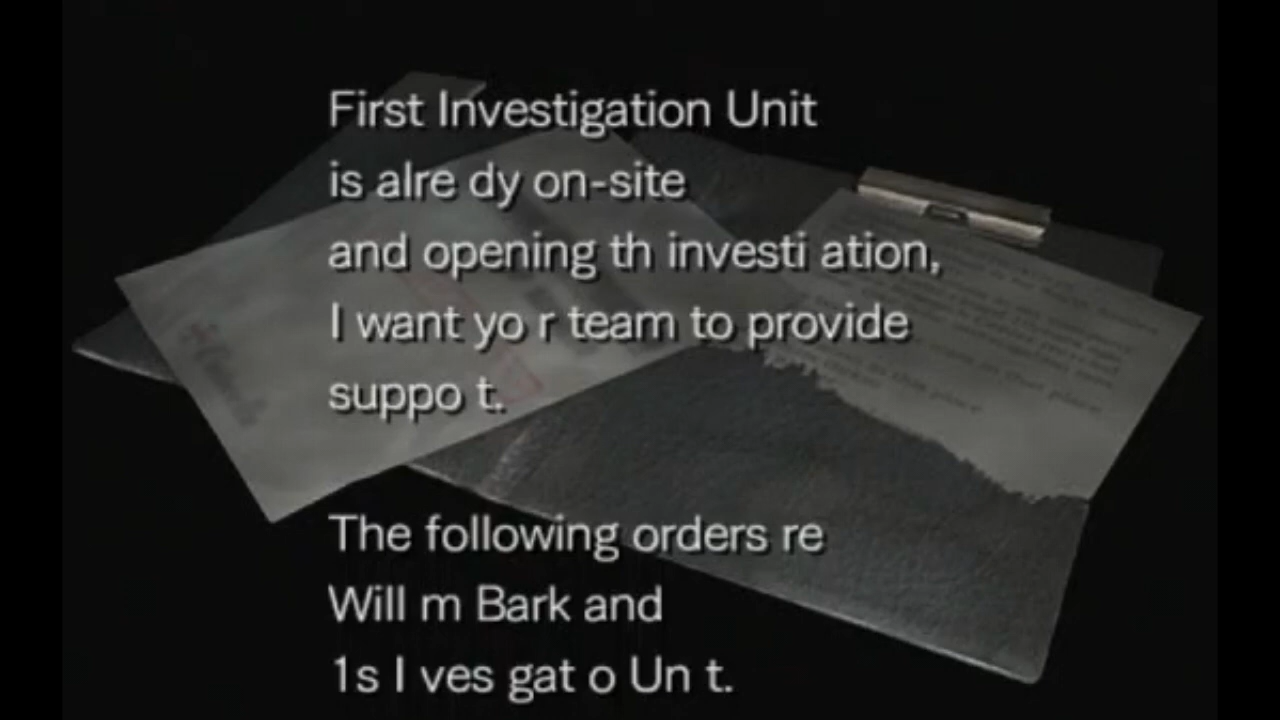 First Investigation Unit
is alre dy on-site
and opening th investi ation,
I want yo r team to provide
suppo t.
The following orders re
Will m Bark and
1s I ves gat o Un t.